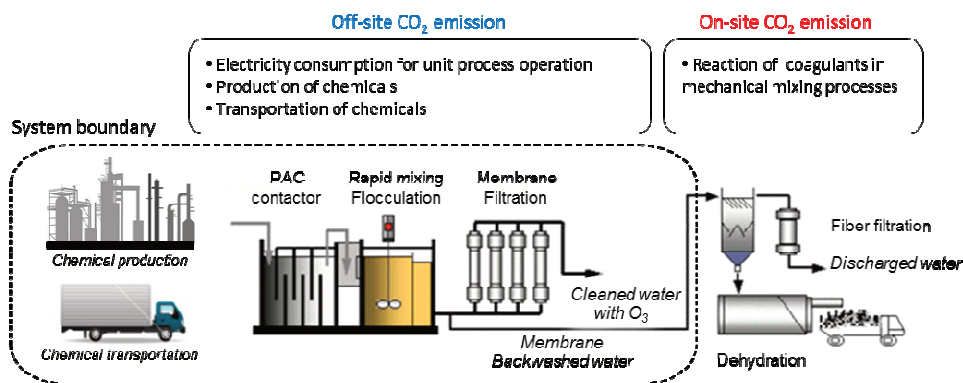 Off-site CO₂ emission
On-site CO₂ emission
• Electricity consumption for unit process operation
• Production of chemicals
• Transportation of chemicals
• Reaction of coagulants in
mechanical mixing processes
System boundary
PAC
contactor
Rapid mixing
Flocculation
Membrane
Filtration
Chemical production
Fiber filtration
Discharged water
Cleaned water
with O₃
Chemical transportation
Membrane
Backwashed water
Dehydration